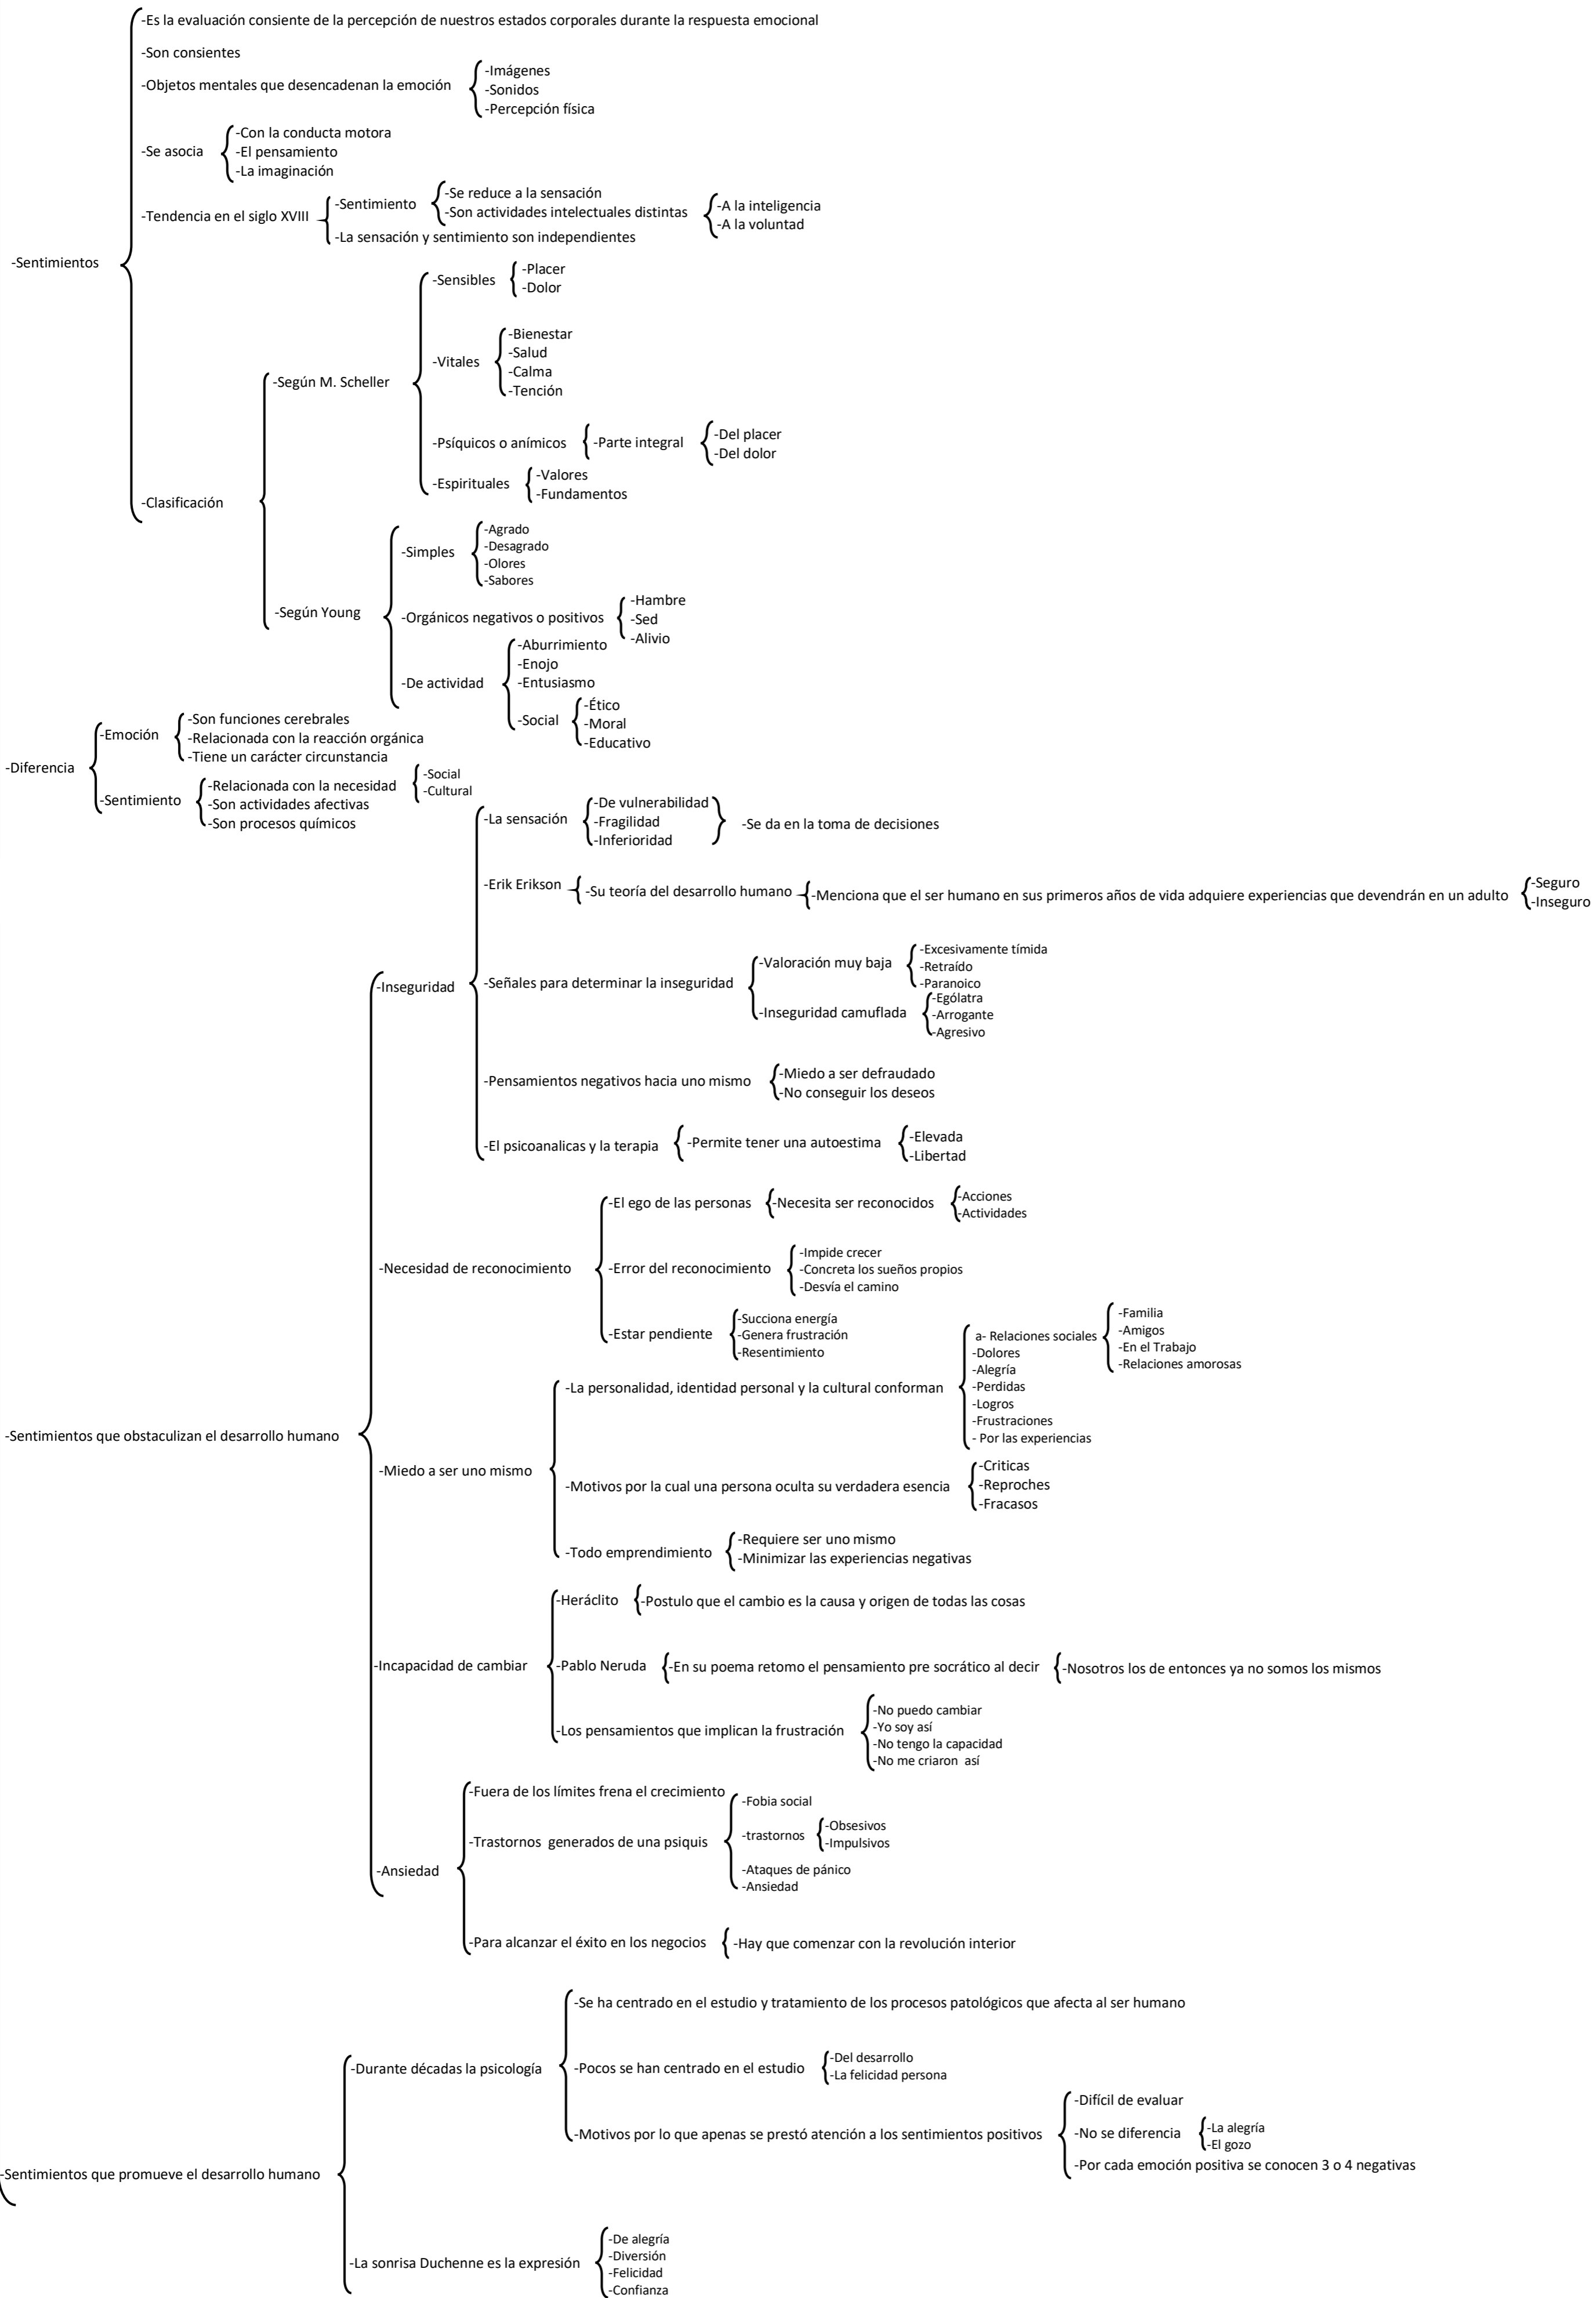 -Es la evaluación consiente de la percepción de nuestros estados corporales durante la respuesta emocional
-Son consientes
-Objetos mentales que desencadenan la emoción
-Imágenes
-Sonidos
-Percepción física
-Se asocia
-Con la conducta motora
-El pensamiento
-La imaginación
-Tendencia en el siglo XVIII
-Sentimiento
-Se reduce a la sensación
-Son actividades intelectuales distintas
-A la inteligencia
-A la voluntad
-La sensación y sentimiento son independientes
-Sentimientos
-Clasificación
-Según M. Scheller
-Sensibles
-Placer
-Dolor
-Vitales
-Bienestar
-Salud
-Calma
-Tención
-Psíquicos o anímicos
-Parte integral
-Del placer
-Del dolor
-Espirituales
-Valores
-Fundamentos
-Según Young
-Simples
-Agrado
-Desagrado
-Olores
-Sabores
-Orgánicos negativos o positivos
-Hambre
-Sed
-Alivio
-De actividad
-Aburrimiento
-Enojo
-Entusiasmo
-Social
-Ético
-Moral
-Educativo
-Diferencia
-Emoción
-Son funciones cerebrales
-Relacionada con la reacción orgánica
-Tiene un carácter circunstancia
-Sentimiento
-Relacionada con la necesidad
-Social
-Cultural
-Son actividades afectivas
-Son procesos químicos
-Sentimientos que obstaculizan el desarrollo humano
-Inseguridad
-La sensación
-De vulnerabilidad
-Fragilidad
-Inferioridad
-Se da en la toma de decisiones
-Erik Erikson
-Su teoría del desarrollo humano
-Menciona que el ser humano en sus primeros años de vida adquiere experiencias que devendrán en un adulto
-Seguro
-Inseguro
-Señales para determinar la inseguridad
-Valoración muy baja
-Excesivamente tímida
-Retraído
-Paranoico
-Inseguridad camuflada
-Ególatra
-Arrogante
-Agresivo
-Pensamientos negativos hacia uno mismo
-Miedo a ser defraudado
-No conseguir los deseos
-El psicoanalicas y la terapia
-Permite tener una autoestima
-Elevada
-Libertad
-Necesidad de reconocimiento
-El ego de las personas
-Necesita ser reconocidos
-Acciones
-Actividades
-Error del reconocimiento
-Impide crecer
-Concreta los sueños propios
-Desvía el camino
-Estar pendiente
-Succiona energía
-Genera frustración
-Resentimiento
-Miedo a ser uno mismo
-La personalidad, identidad personal y la cultural conforman
a- Relaciones sociales
-Familia
-Amigos
-En el Trabajo
-Relaciones amorosas
-Dolores
-Alegría
-Perdidas
-Logros
-Frustraciones
- Por las experiencias
-Motivos por la cual una persona oculta su verdadera esencia
-Criticas
-Reproches
-Fracasos
-Todo emprendimiento
-Requiere ser uno mismo
-Minimizar las experiencias negativas
-Incapacidad de cambiar
-Heráclito
-Postulo que el cambio es la causa y origen de todas las cosas
-Pablo Neruda
-En su poema retomo el pensamiento pre socrático al decir
-Nosotros los de entonces ya no somos los mismos
-Los pensamientos que implican la frustración
-No puedo cambiar
-Yo soy así
-No tengo la capacidad
-No me criaron así
-Ansiedad
-Fuera de los límites frena el crecimiento
-Trastornos generados de una psiquis
-Fobia social
-trastornos
-Obsesivos
-Impulsivos
-Ataques de pánico
-Ansiedad
-Para alcanzar el éxito en los negocios
-Hay que comenzar con la revolución interior
-Sentimientos que promueve el desarrollo humano
-Durante décadas la psicología
-Se ha centrado en el estudio y tratamiento de los procesos patológicos que afecta al ser humano
-Pocos se han centrado en el estudio
-Del desarrollo
-La felicidad persona
-Motivos por lo que apenas se prestó atención a los sentimientos positivos
-Difícil de evaluar
-No se diferencia
-La alegría
-El gozo
-Por cada emoción positiva se conocen 3 o 4 negativas
-La sonrisa Duchenne es la expresión
-De alegría
-Diversión
-Felicidad
-Confianza